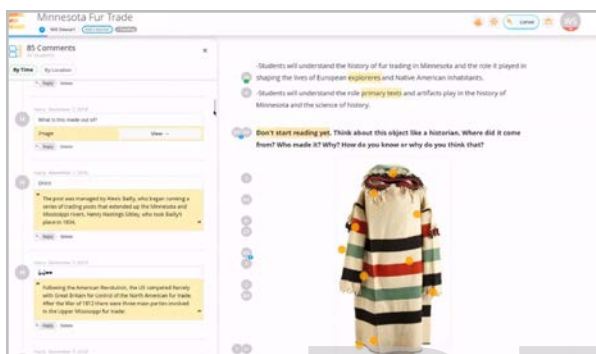 Minnesota Fur Trade
Will Stewart
85 Comments
By Time
By Location
Reply
What is this made out of?
Image
View
Reply
The post was managed by Alexis Bailly, who began running a
series of trading posts that extended up the Minnesota and
Mississippi rivers. Henry Hastings Sibley, who took Bailly's
place in 1834.
Reply
Following the American Revolution, the US competed fiercely
with Great Britain for control of the North American fur trade.
After the War of 1812 there were three main parties involved
in the Upper Mississippi fur trade:
Reply
-Students will understand the history of fur trading in Minnesota and the role it played in
shaping the lives of European exploreres and Native American inhabitants.
-Students will understand the role primary texts and artifacts play in the history of
Minnesota and the science of history.
Don't start reading yet. Think about this object like a historian. Where did it come
from? Who made it? Why? How do you know or why do you think that?